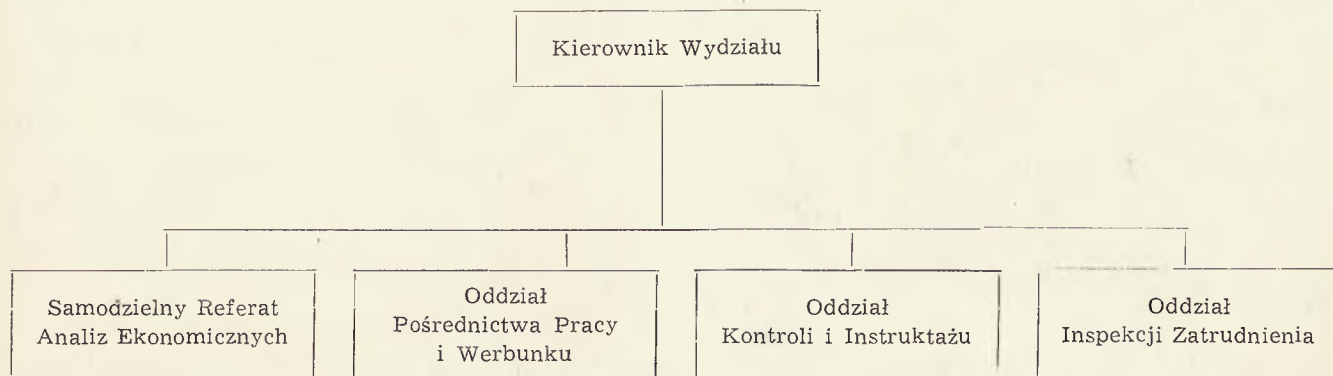 Kierownik Wydziału
Samodzielny Referat
Analiz Ekonomicznych
Oddział
Pośrednictwa Pracy
i Werbunku
Oddział
Kontroli i Instruktażu
Oddział
Inspekcji Zatrudnienia